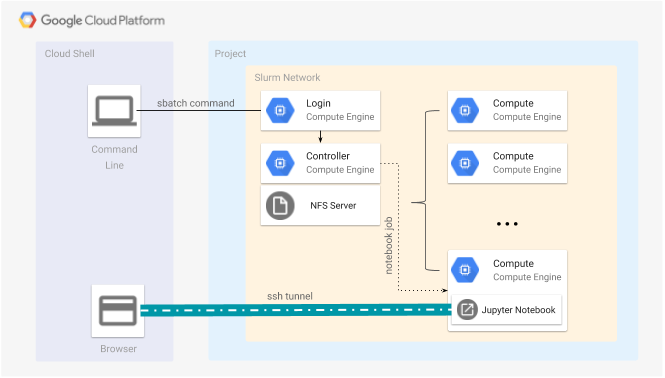 Google Cloud Platform
Cloud Shell
Project
Slurm Network
sbatch command
Login
Compute Engine
Compute
Compute Engine
Command
Line
Controller
Compute Engine
Compute
Compute Engine
NFS Server
...
notebook job
Compute
Compute Engine
ssh tunnel
Jupyter Notebook
Browser